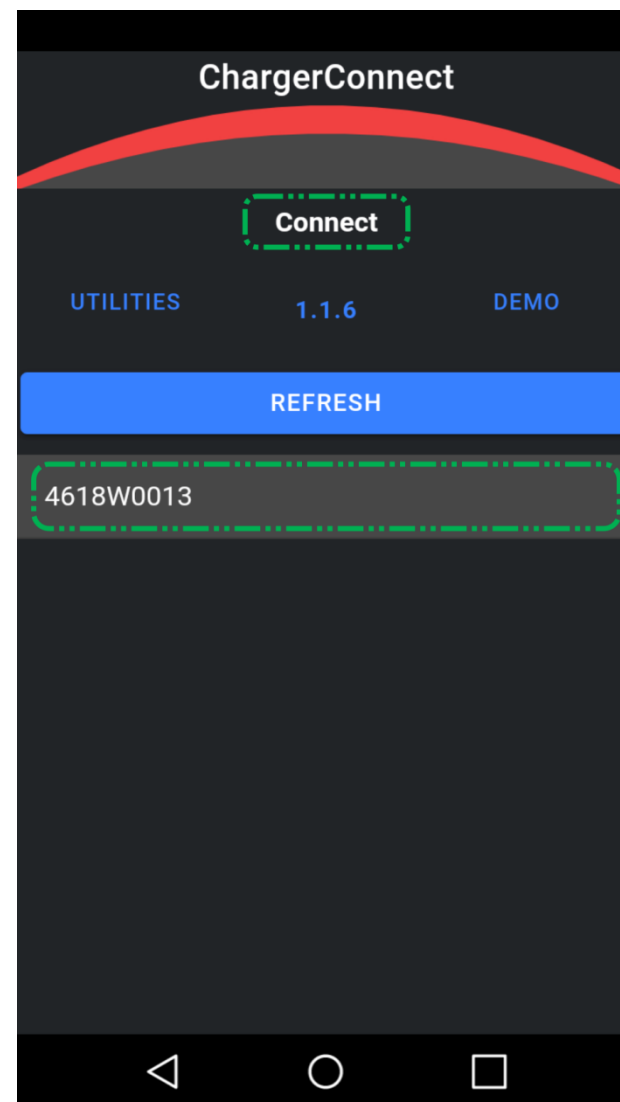 ChargerConnect
Connect
UTILITIES 1.1.6 DEMO
REFRESH
4618W0013